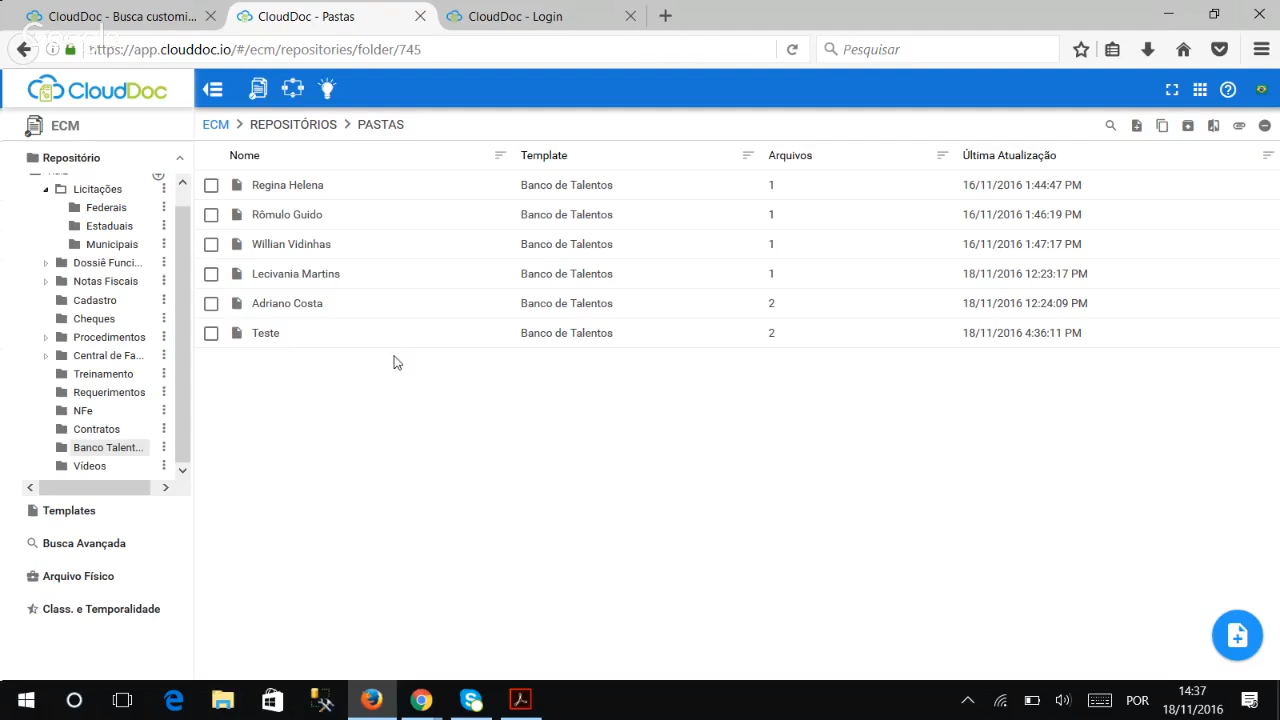 CloudDoc - Busca customi...
CloudDoc - Pastas
CloudDoc - Login
Google
https://app.clouddoc.io/#/ecm/repositories/folder/745
Pesquisar
CloudDoc
ECM
ECM > REPOSITÓRIOS > PASTAS
Repositório
Licitações
Federais
Estaduais
Municipais
Dossiê Funci...
Notas Fiscais
Cadastro
Cheques
Procedimentos
Central de Fa...
Treinamento
Requerimentos
NFe
Contratos
Banco Talent...
Vídeos
Templates
Busca Avançada
Arquivo Físico
Class. e Temporalidade
Nome Template Arquivos Última Atualização
Regina Helena Banco de Talentos 1 16/11/2016 1:44:47 PM
Rômulo Guido Banco de Talentos 1 16/11/2016 1:46:19 PM
Willian Vidinhas Banco de Talentos 1 16/11/2016 1:47:17 PM
Lecivania Martins Banco de Talentos 1 18/11/2016 12:23:17 PM
Adriano Costa Banco de Talentos 2 18/11/2016 12:24:09 PM
Teste Banco de Talentos 2 18/11/2016 4:36:11 PM
POR
14:37
18/11/2016